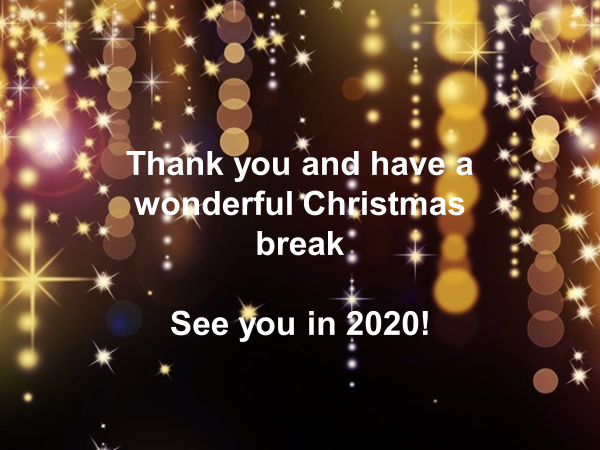 Thank you and have a
wonderful Christmas
break
See you in 2020!